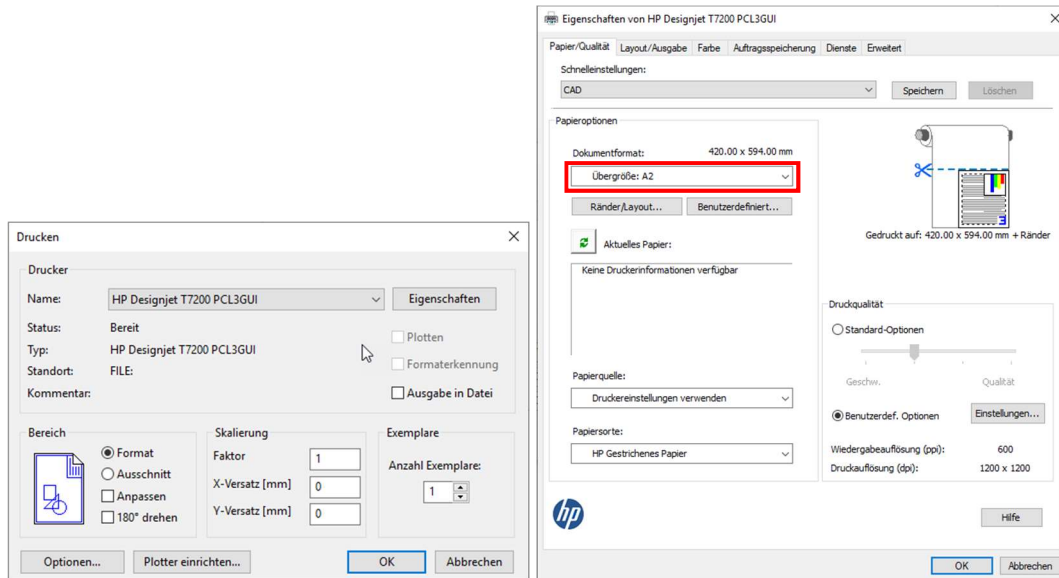 Drucken
Drucker
Name: HP Designjet T7200 PCL3GUI Eigenschaften
Status: Bereit
Plotten
Typ: HP Designjet T7200 PCL3GUI
Formaterkennung
Standort: FILE:
Kommentar: Ausgabe in Datei
Bereich Skalierung Exemplare
Format Faktor 1
Anzahl Exemplare:
Ausschnitt
X-Versatz [mm] 0
1
Anpassen
Y-Versatz [mm] 0
180° drehen
Optionen... Plotter einrichten... OK Abbrechen
Eigenschaften von HP Designjet T7200 PCL3GUI
Papier/Qualität Layout/Ausgabe Farbe Auftragsspeicherung Dienste Erweitert
Schnelleinstellungen:
CAD Speichern Löschen
Papieroptionen
Dokumentformat: 420.00 x 594.00 mm
Übergröße: A2
Ränder/Layout... Benutzerdefiniert...
Aktuelles Papier:
Keine Druckerinformationen verfügbar
Papierquelle:
Druckereinstellungen verwenden
Papiersorte:
HP Gestrichenes Papier
3
Gedruckt auf: 420.00 x 594.00 mm + Ränder
Druckqualität
Standard-Optionen
Geschw. Qualität
Benutzerdef. Optionen Einstellungen...
Wiedergabeauflösung (ppi): 600
Druckauflösung (dpi): 1200 x 1200
hp
Hilfe
OK Abbrechen